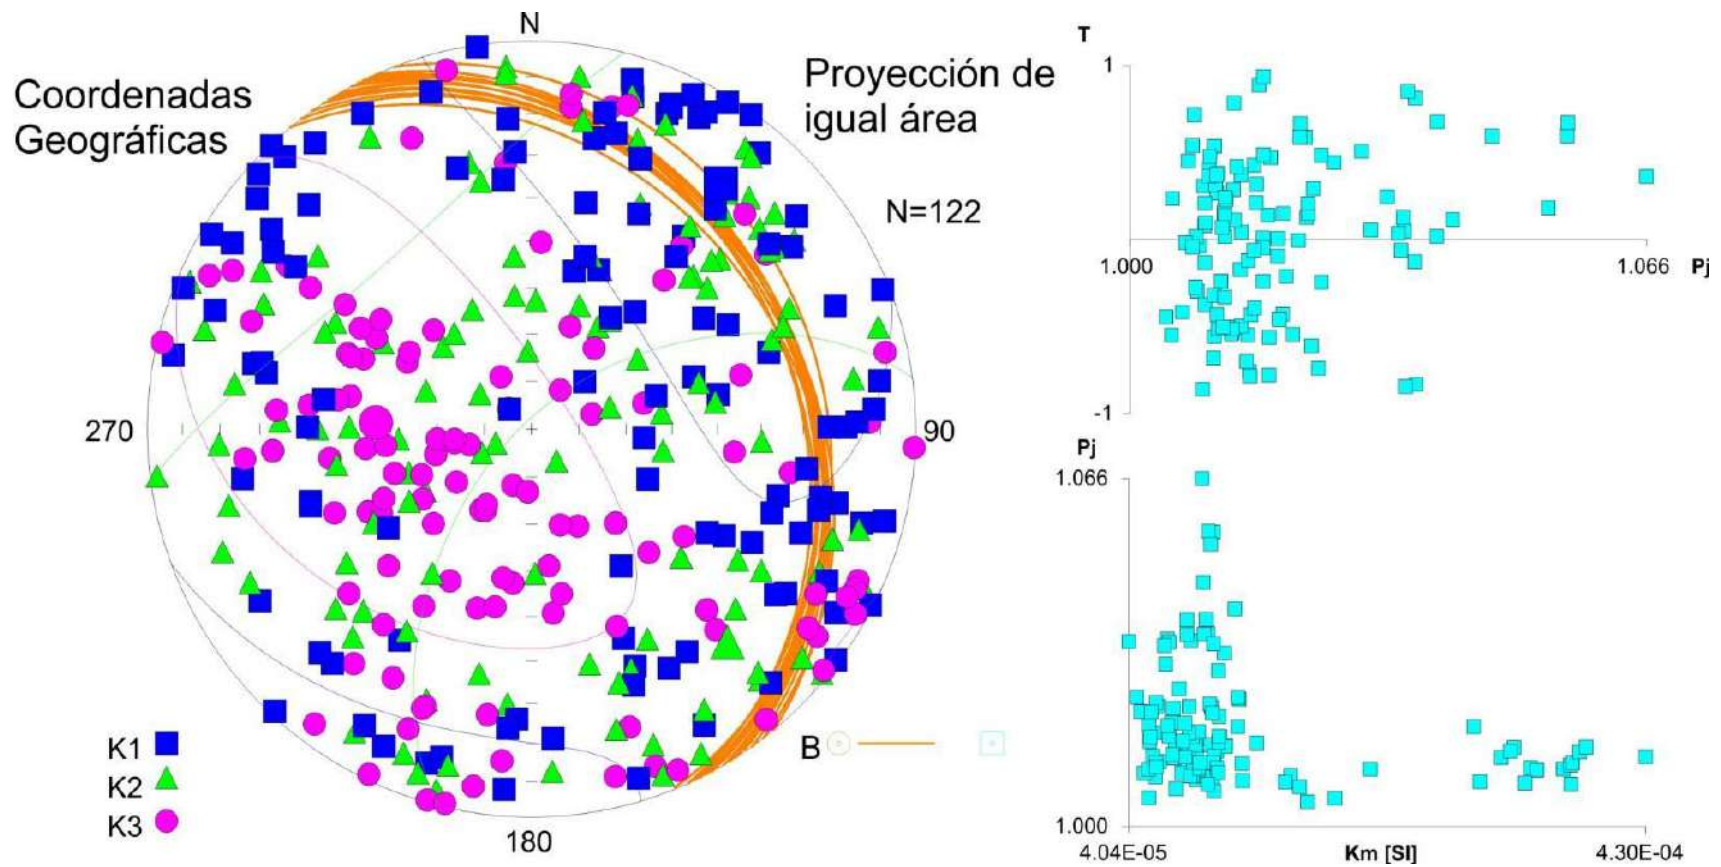 N
Coordenadas
Geográficas
Proyección de
igual área
N=122
270
90
K1
K2
K3
B
180
T
1
1.000
1.066
Pj
-1
Pj
1.066
1.000
4.04E-05
Km [SI]
4.30E-04